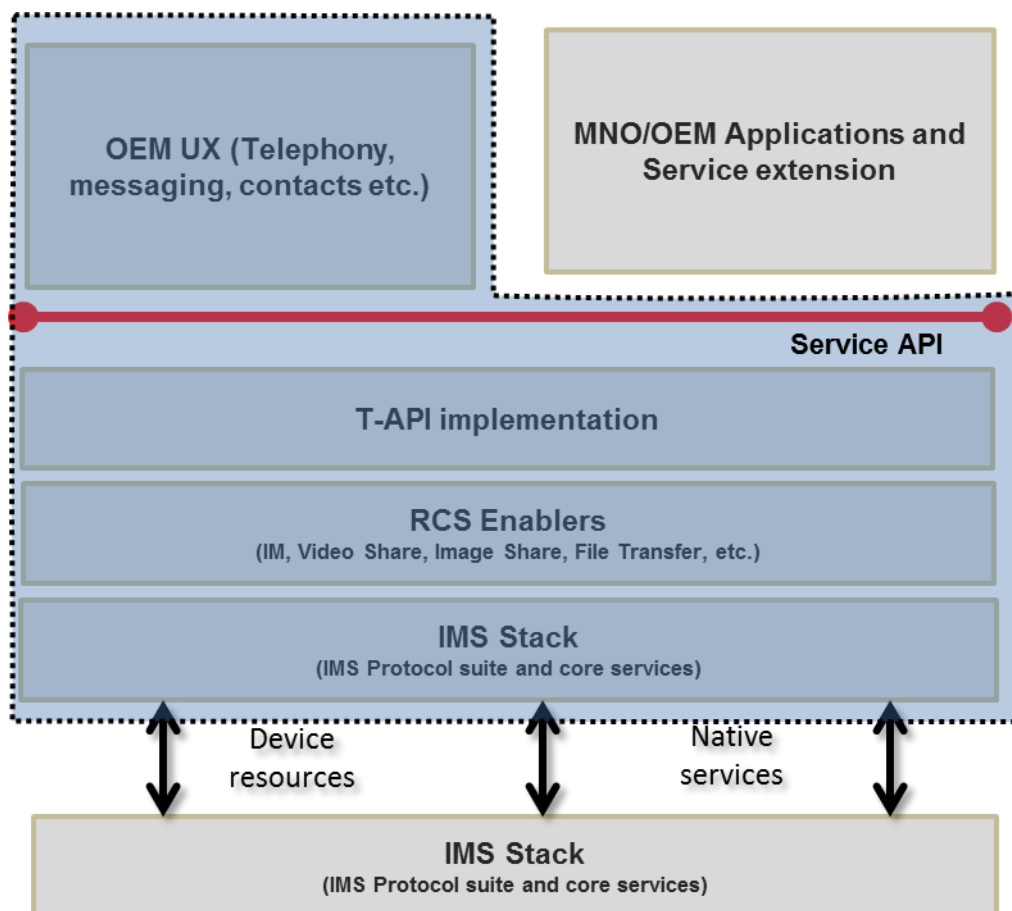 OEM UX (Telephony,
messaging, contacts etc.)
MNO/OEM Applications and
Service extension
Service API
T-API implementation
RCS Enablers
(IM, Video Share, Image Share, File Transfer, etc.)
IMS Stack
(IMS Protocol suite and core services)
Device
resources
Native
services
IMS Stack
(IMS Protocol suite and core services)